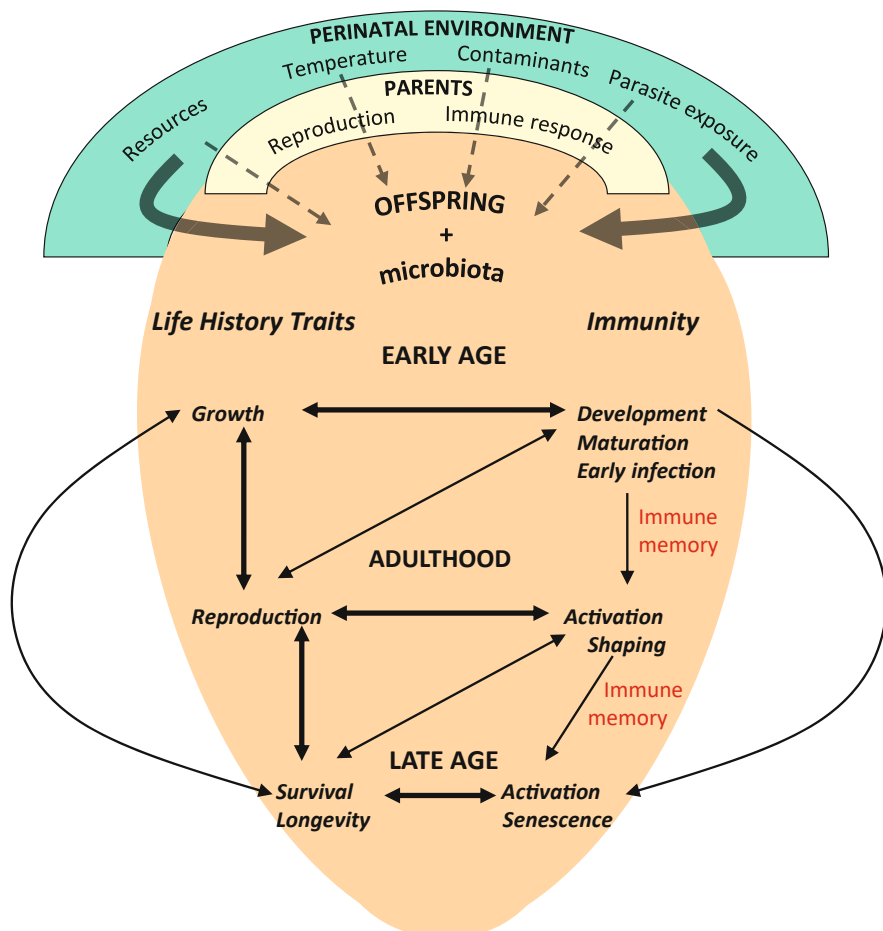 PERINATAL ENVIRONMENT
Resources
Temperature
Contaminants
Parasite exposure
PARENTS
Reproduction
Immune response
OFFSPRING
+
microbiota
Life History Traits
Immunity
EARLY AGE
Growth
Development
Maturation
Early infection
Immune
memory
ADULTHOOD
Reproduction
Activation
Shaping
Immune
memory
LATE AGE
Survival
Longevity
Activation
Senescence